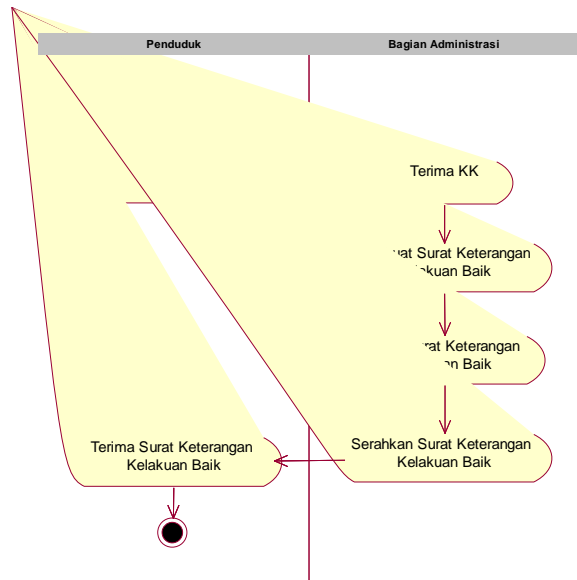 Penduduk
Bagian Administrasi
Terima KK
Surat Keterangan
Baik
Keterangan
Baik
Terima Surat Keterangan
Kelakuan Baik
Serahkan Surat Keterangan
Kelakuan Baik